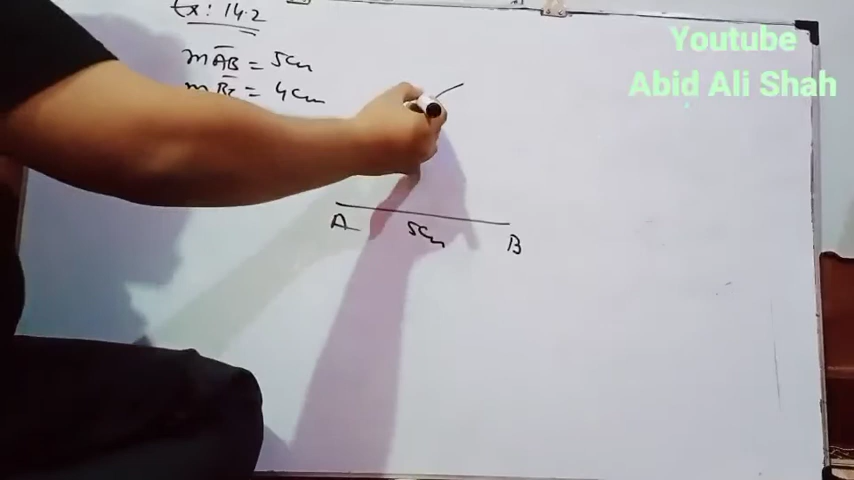 Ex: 14.2
Youtube
mAB = 5cm
Abid Ali Shah
mBC = 4cm
A 5cm B